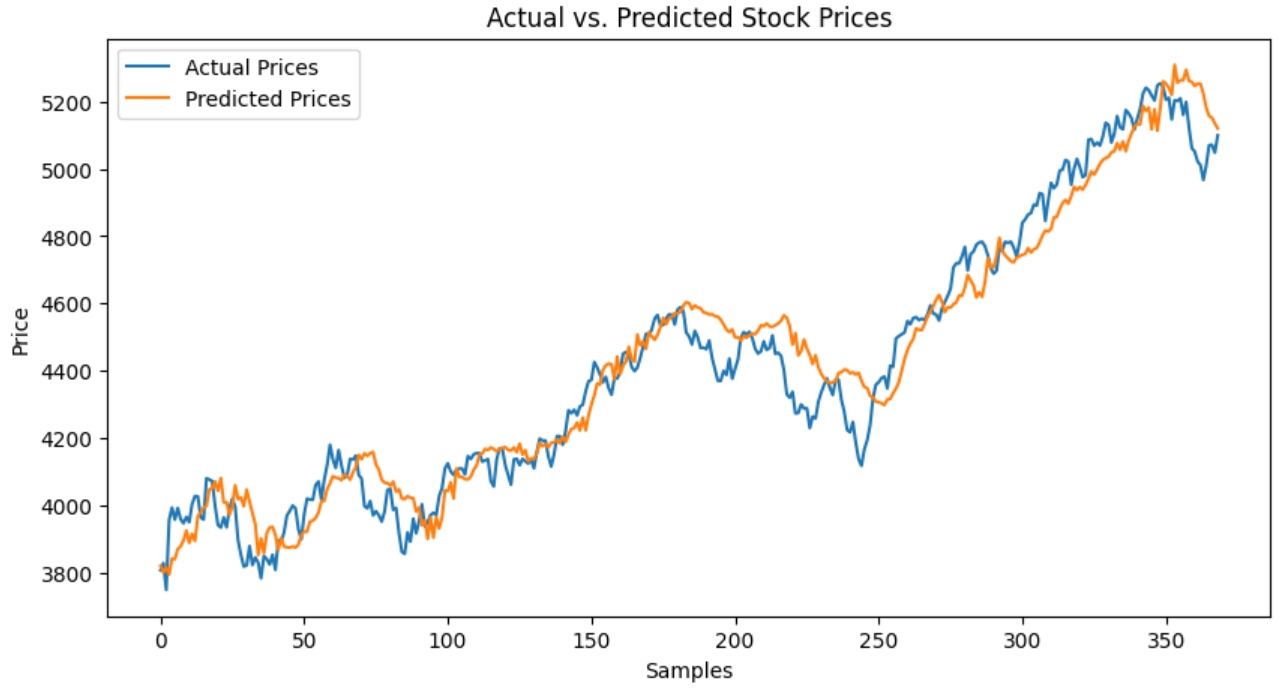 Actual vs. Predicted Stock Prices
Actual Prices
Predicted Prices
Price
5200
5000
4800
4600
4400
4200
4000
3800
0 50 100 150 200 250 300 350
Samples